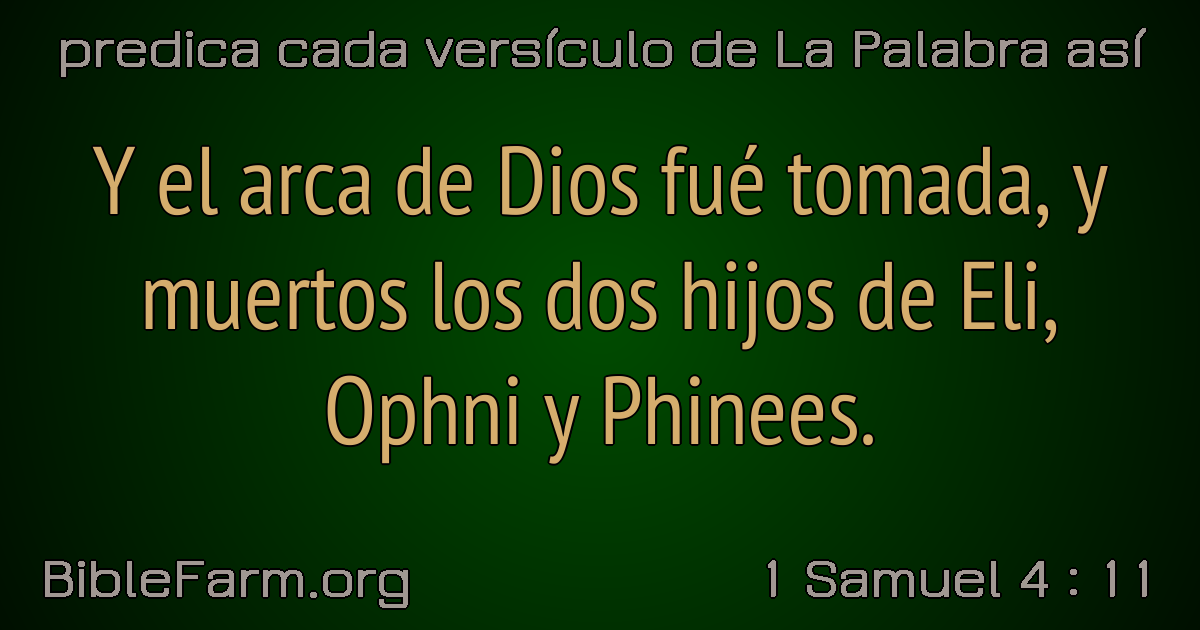 predica cada versículo de La Palabra así
Y el arca de Dios fué tomada, y
muertos los dos hijos de Eli,
Ophni y Phinees.
BibleFarm.org
1 Samuel 4 : 11